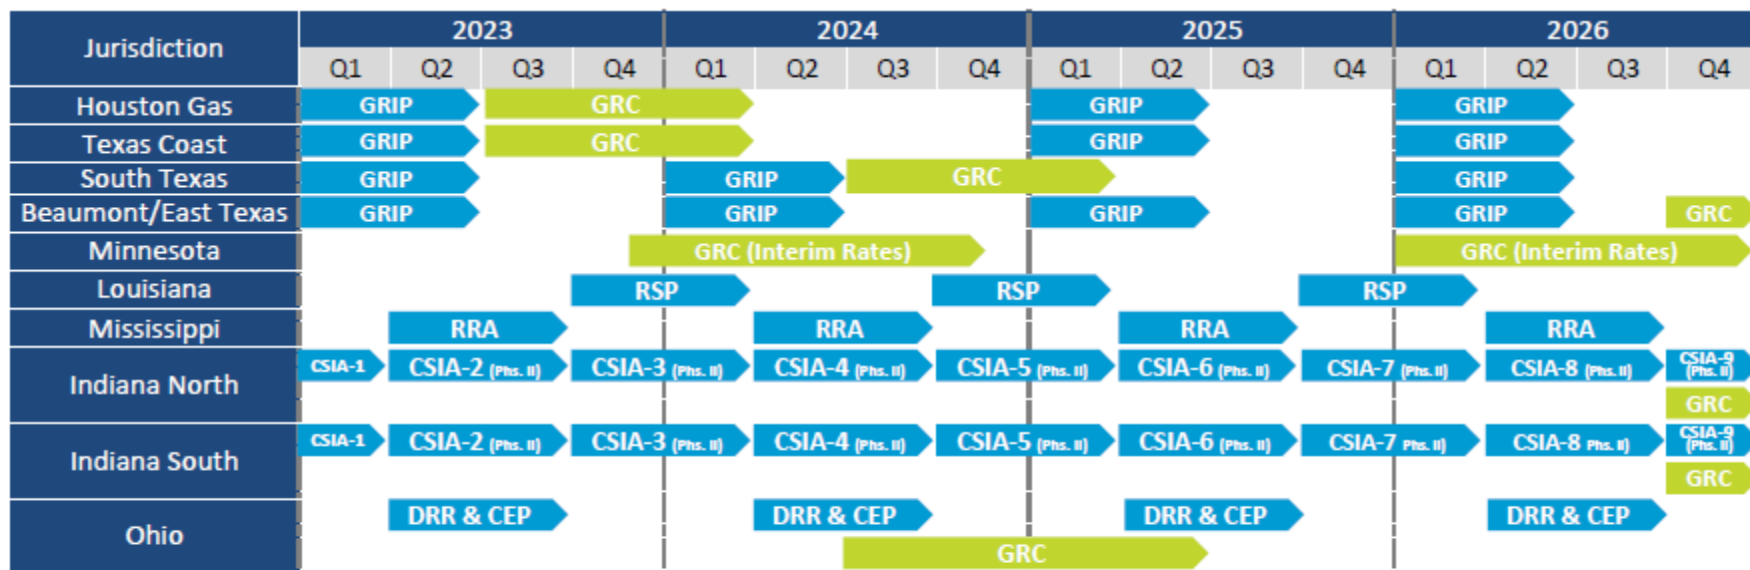 Jurisdiction 2023 2024 2025 2026
Q1 Q2 Q3 Q4 Q1 Q2 Q3 Q4 Q1 Q2 Q3 Q4 Q1 Q2 Q3 Q4
Houston Gas GRIP GRC GRIP GRIP
Texas Coast GRIP GRC GRIP GRIP
South Texas GRIP GRIP GRC GRIP
Beaumont/East Texas GRIP GRIP GRIP GRIP GRC
Minnesota GRC (Interim Rates) GRC (Interim Rates)
Louisiana RSP RSP RSP
Mississippi RRA RRA RRA RRA
Indiana North CSIA-1 CSIA-2 (Phs. II) CSIA-3 (Phs. II) CSIA-4 (Phs. II) CSIA-5 (Phs. II) CSIA-6 (Phs. II) CSIA-7 (Phs. II) CSIA-8 (Phs. II) CSIA-9 (Phs. II)
GRC
Indiana South CSIA-1 CSIA-2 (Phs. II) CSIA-3 (Phs. II) CSIA-4 (Phs. II) CSIA-5 (Phs. II) CSIA-6 (Phs. II) CSIA-7 Phs. II) CSIA-8 Phs. II) CSIA-9 (Phs. II)
GRC
Ohio DRR & CEP DRR & CEP DRR & CEP DRR & CEP
GRC